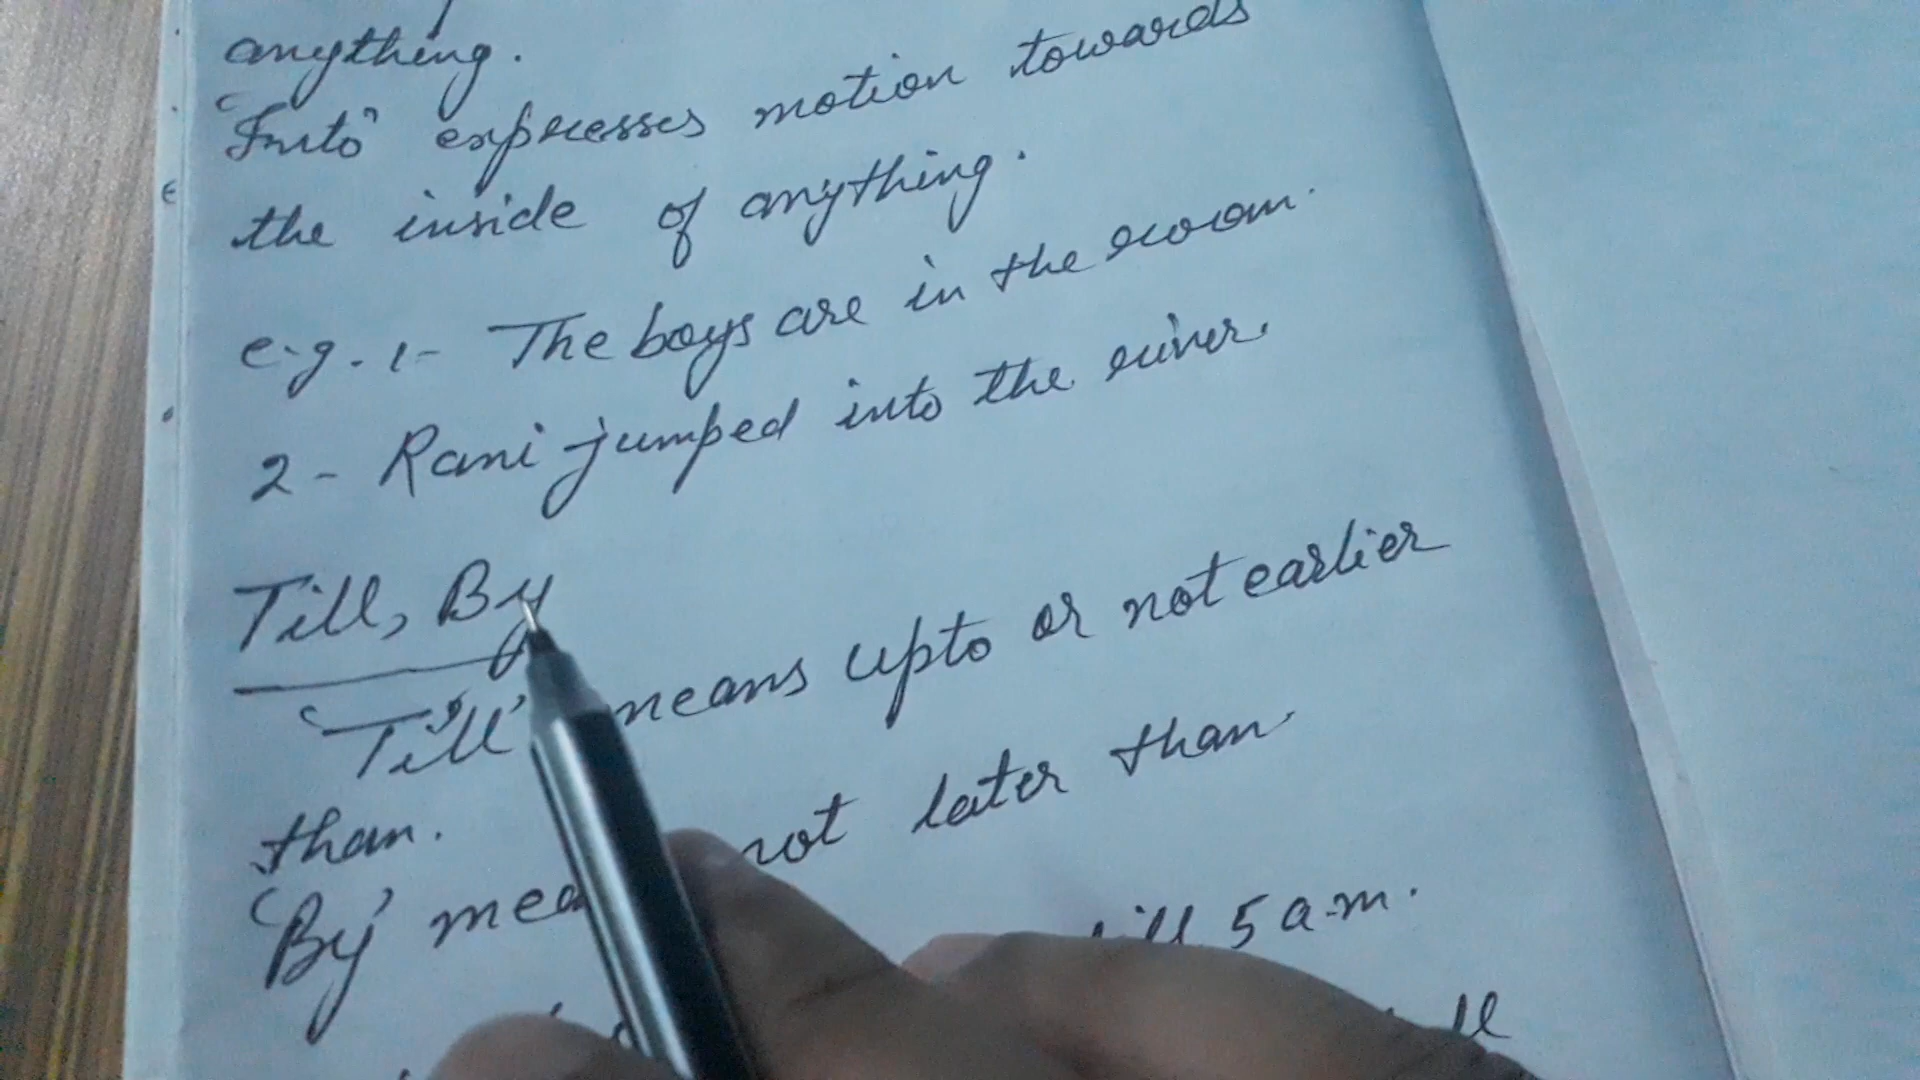 anything.
'Into' expresses motion towards
the inside of anything.
e.g. 1- The boys are in the room.
2- Rani jumped into the river.
Till, By
'Till' means upto or not earlier
than.
'By' not later than
till 5 a.m.